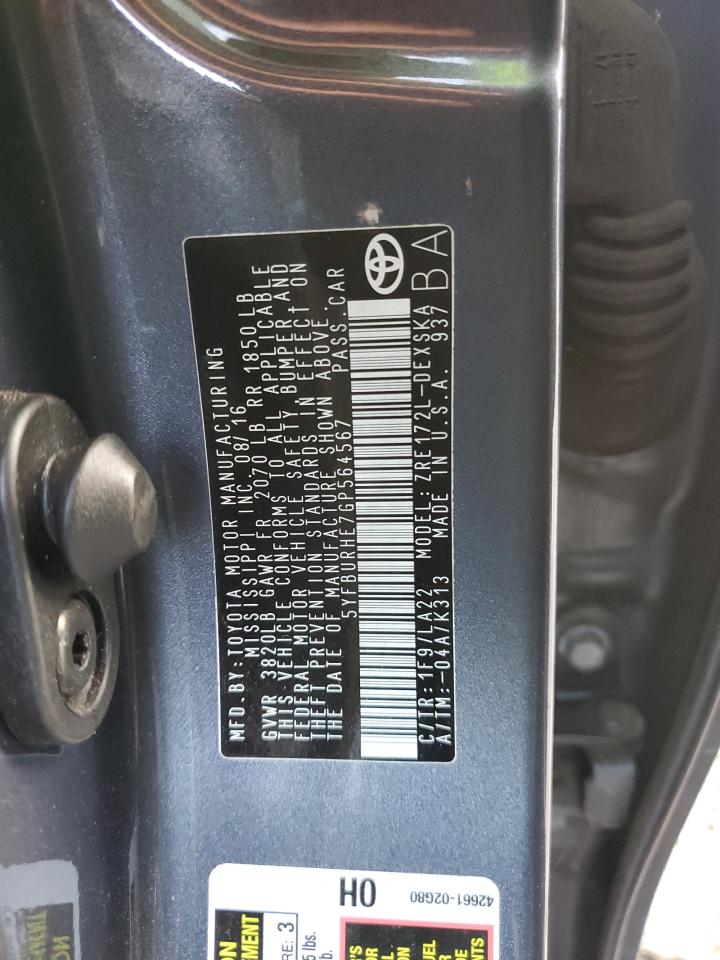 MFD.BY:TOYOTA MOTOR MANUFACTURING
MISSISSIPPI INC. 08/16
GVWR 3820LB GAWR FR 2070 LB RR 1850 LB
THIS VEHICLE CONFORMS TO ALL APPLICABLE
FEDERAL MOTOR VEHICLE SAFETY BUMPER AND
THEFT PREVENTION STANDARDS IN EFFECT ON
THE DATE OF MANUFACTURE SHOWN ABOVE
5YFBURHE7GP564567 PASS.CAR
C/TR:1F9/LA22 MODEL:ZRE172L-DEXSKA
A/TM:-04A/K313 MADE IN U.S.A. 937
BA
0H
42661-02G80
3
lbs.